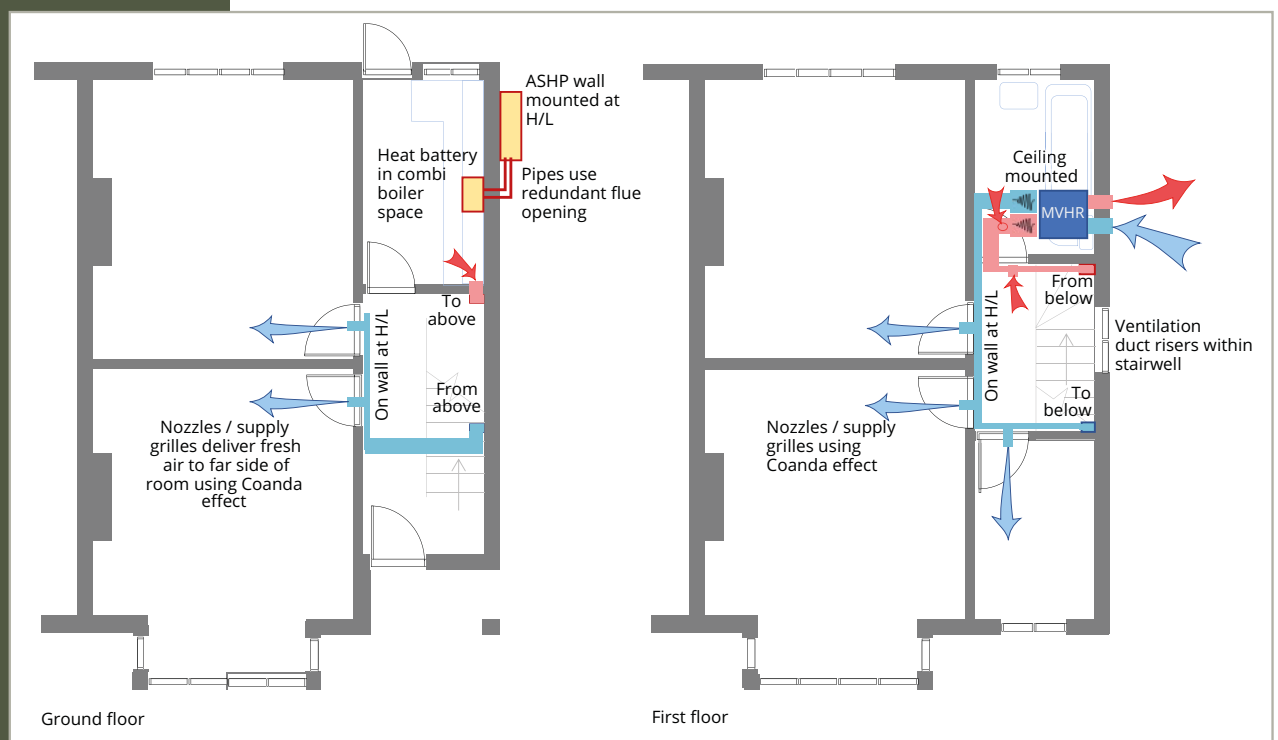 ASHP wall
mounted at
H/L
Heat battery
in combi
boiler
space
Pipes use
redundant flue
opening
To
above
On wall at H/L
From
above
Nozzles / supply
grilles deliver fresh
air to far side of
room using Coanda
effect
Ground floor
Ceiling
mounted
MVHR
From
below
On wall at H/L
Ventilation
duct risers within
stairwell
To
below
Nozzles / supply
grilles using
Coanda effect
First floor